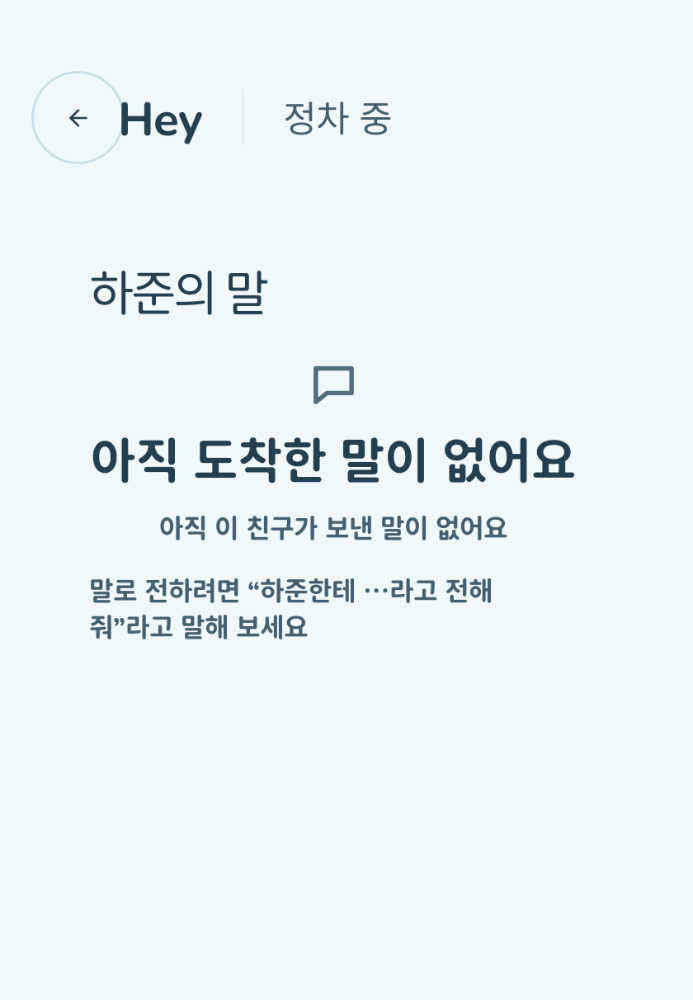 Hey
정차 중
하준의 말
아직 도착한 말이 없어요
아직 이 친구가 보낸 말이 없어요
말로 전하려면 “하준한테 …라고 전해
줘”라고 말해 보세요